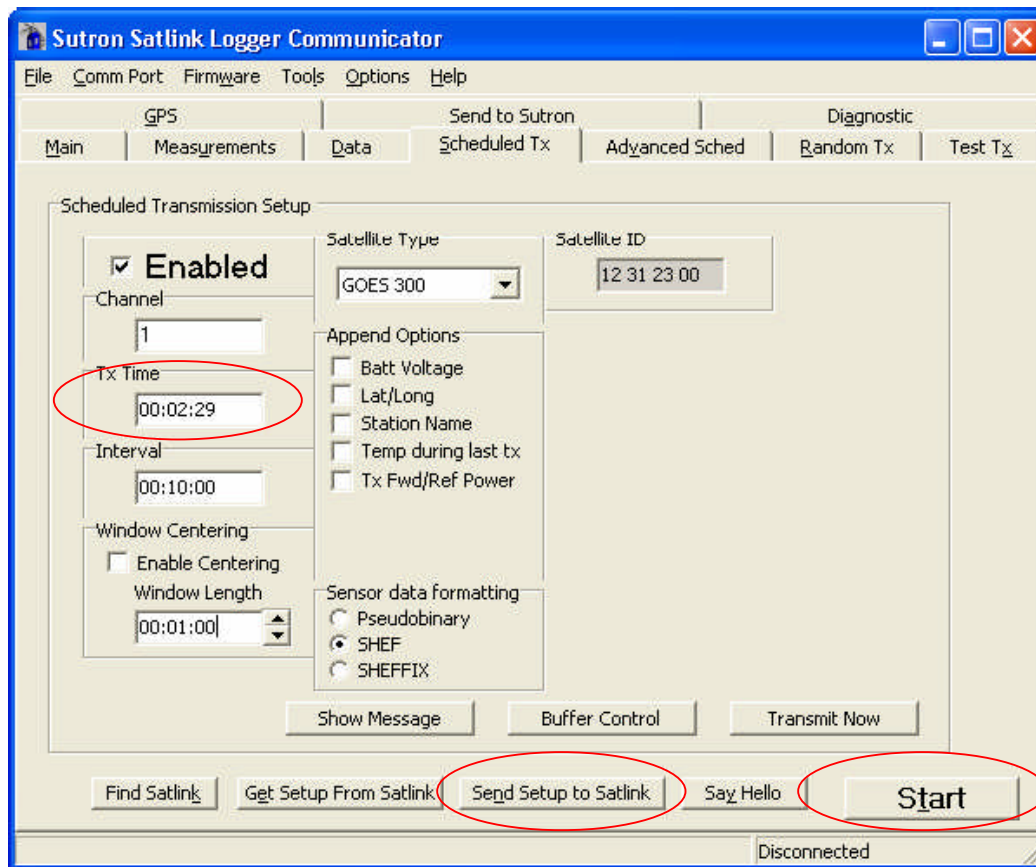 Sutron Satlink Logger Communicator
File Comm Port Firmware Tools Options Help
GPS Send to Sutron Diagnostic
Main Measurements Data Scheduled Tx Advanced Sched Random Tx Test Tx
Scheduled Transmission Setup
Enabled
Channel
1
Tx Time
00:02:29
Interval
00:10:00
Window Centering
Enable Centering
Window Length
00:01:00
Satellite Type
GOES 300
Append Options
Batt Voltage
Lat/Long
Station Name
Temp during last tx
Tx Fwd/Ref Power
Sensor data formatting
Pseudobinary
SHEF
SHEFFIX
Satellite ID
12 31 23 00
Show Message Buffer Control Transmit Now
Find Satlink Get Setup From Satlink Send Setup to Satlink Say Hello Start
Disconnected